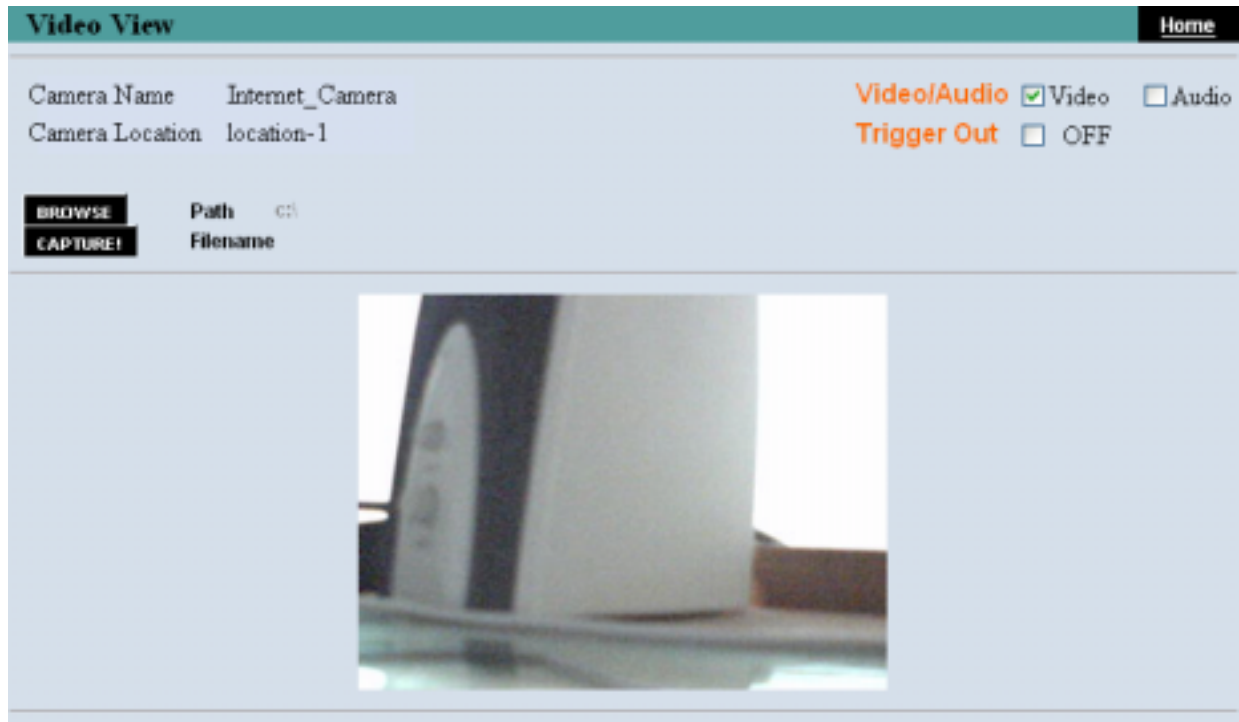 Video View Home
Camera Name Internet_Camera Video/Audio Video Audio
Camera Location location-1 Trigger Out OFF
BROWSE Path c:\
CAPTURE! Filename